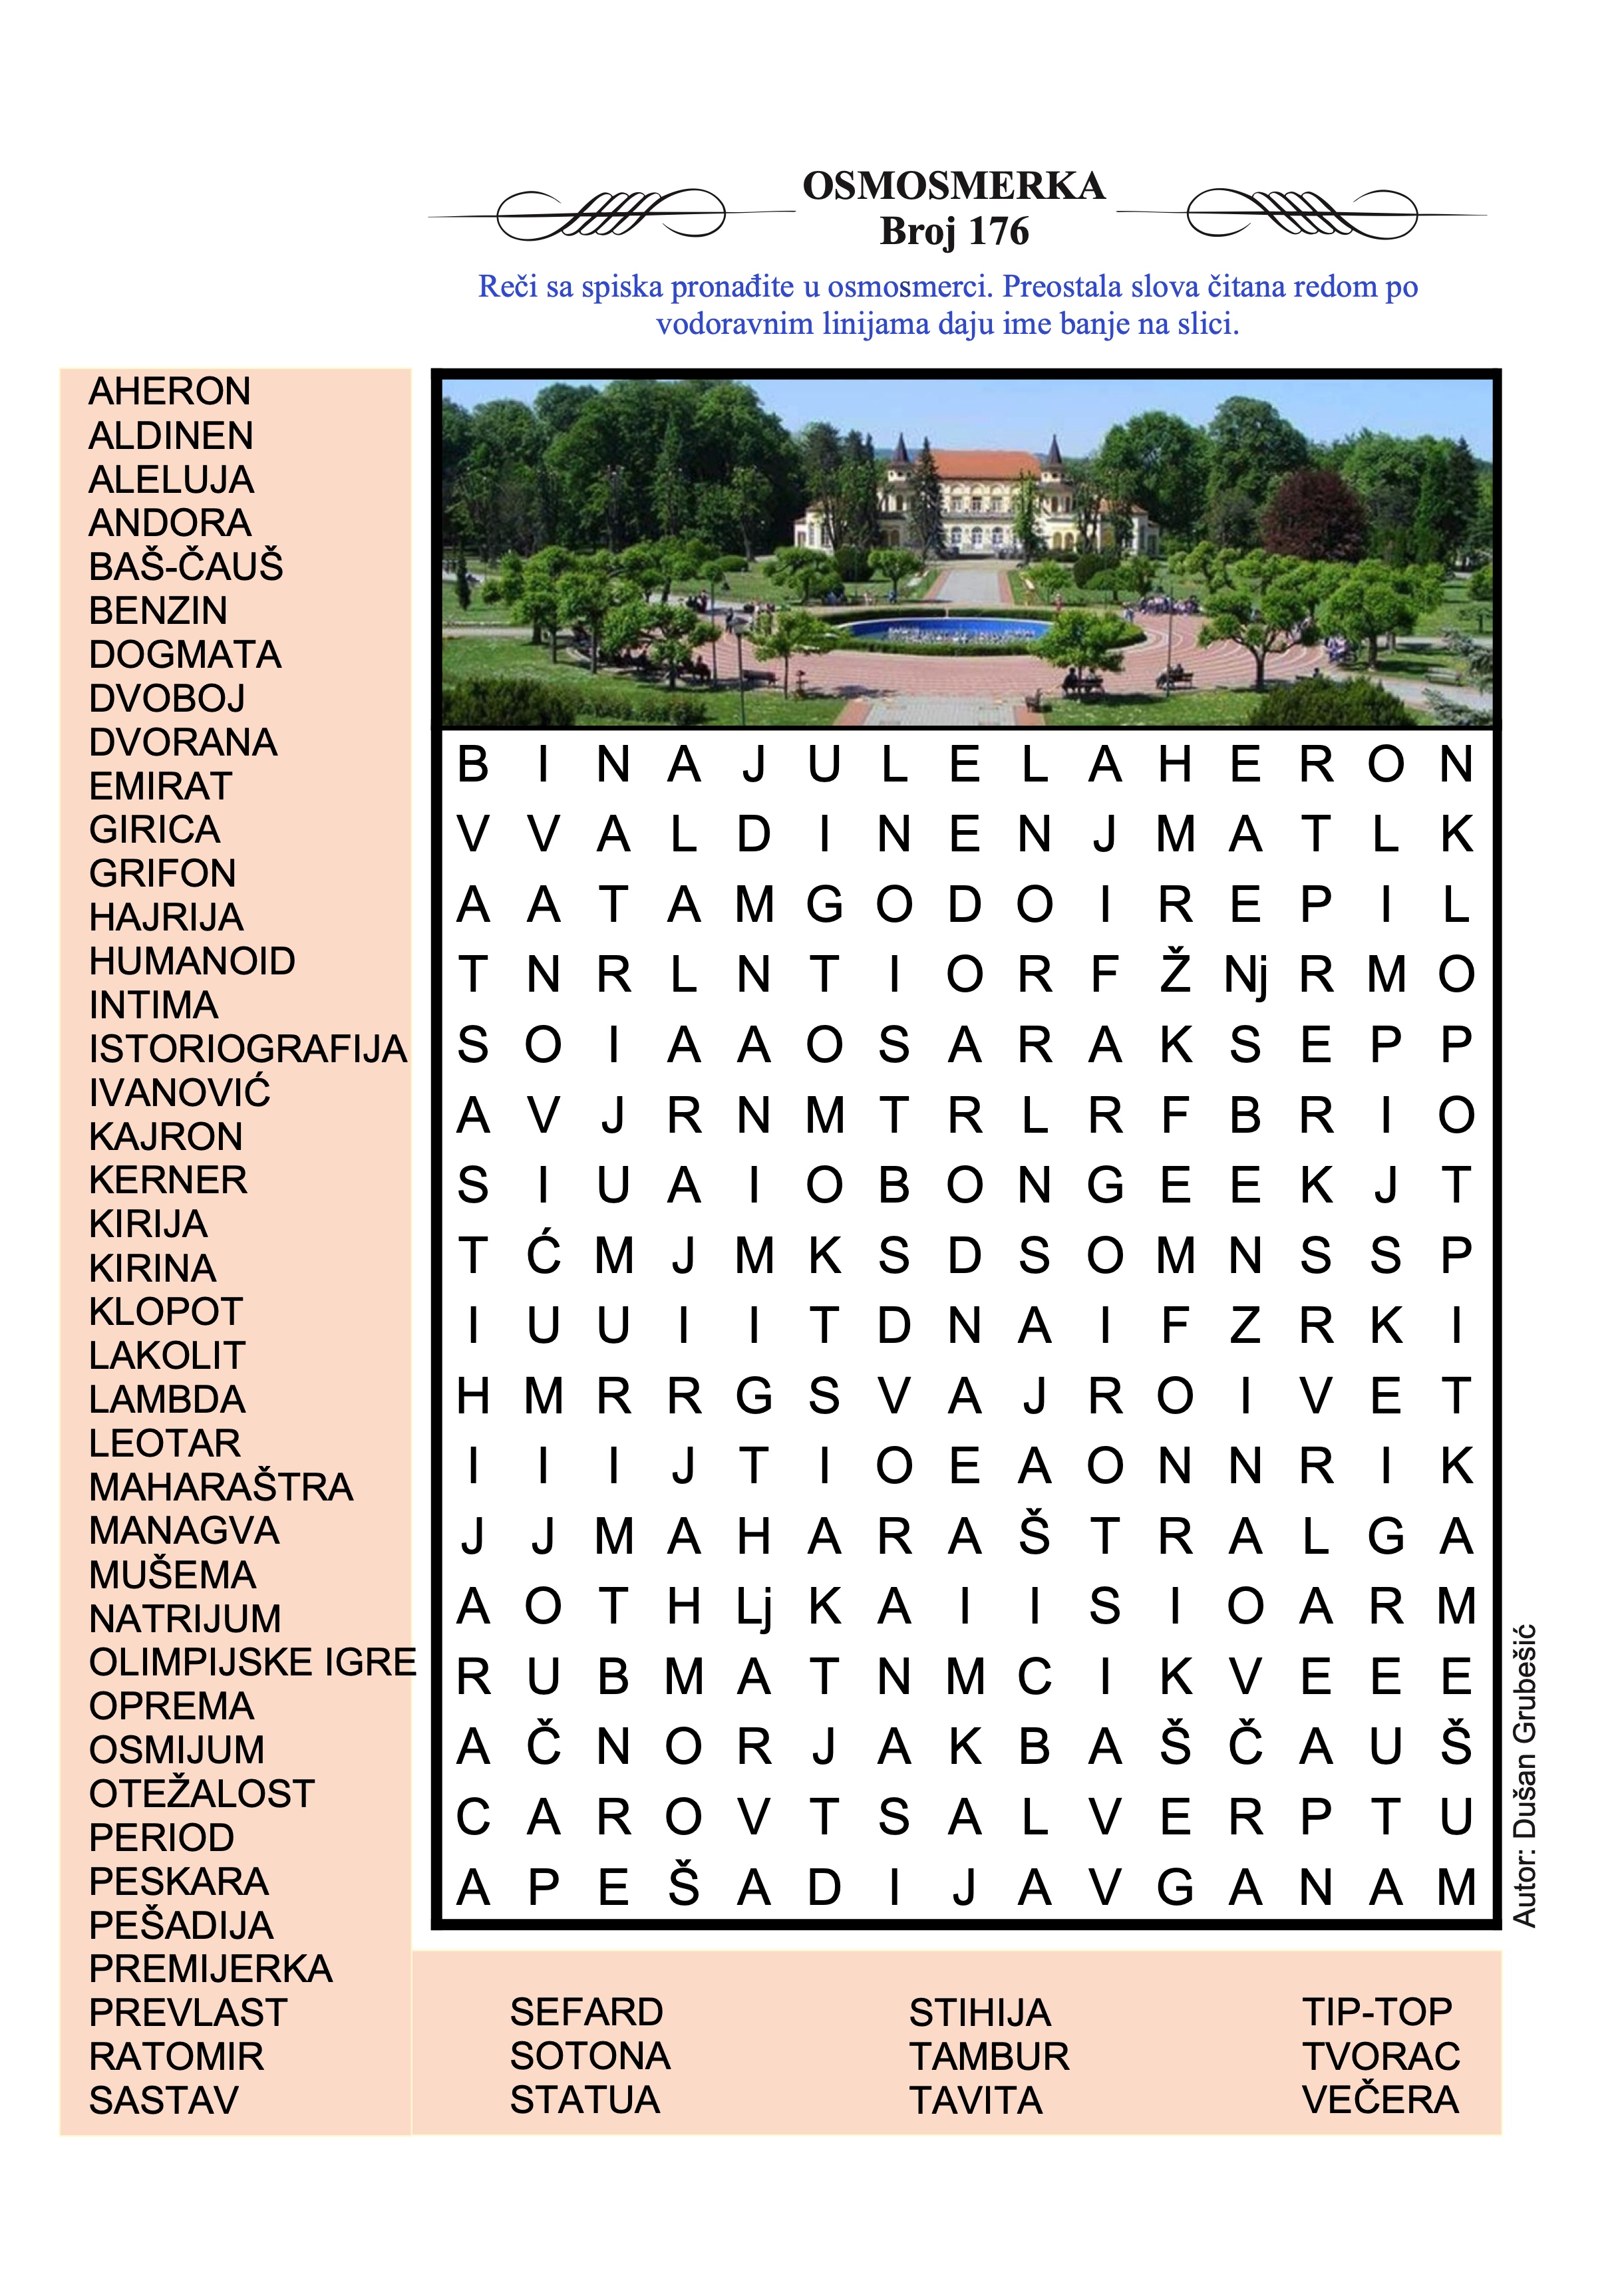 OSMOSMERKA
Broj 176
Reči sa spiska pronađite u osmosmerci. Preostala slova čitana redom po
vodoravnim linijama daju ime banje na slici.
AHERON
ALDINEN
ALELUJA
ANDORA
BAŠ-ČAUŠ
BENZIN
DOGMATA
DVOBOJ
DVORANA
EMIRAT
GIRICA
GRIFON
HAJRIJA
HUMANOID
INTIMA
ISTORIOGRAFIJA
IVANOVIĆ
KAJRON
KERNER
KIRIJA
KIRINA
KLOPOT
LAKOLIT
LAMBDA
LEOTAR
MAHARAŠTRA
MANAGVA
MUŠEMA
NATRIJUM
OLIMPIJSKE IGRE
OPREMA
OSMIJUM
OTEŽALOST
PERIOD
PESKARA
PEŠADIJA
PREMIJERKA
PREVLAST
RATOMIR
SASTAV
B I N A J U L E L A H E R O N
V V A L D I N E N J M A T L K
A A T A M G O D O I R E P I L
T N R L N T I O R F Ž Nj R M O
S O I A A O S A R A K S E P P
A V J R N M T R L R F B R I O
S I U A I O B O N G E E K J T
T Ć M J M K S D S O M N S S P
I U U I I T D N A I F Z R K I
H M R R G S V A J R O I V E T
I I I J T I O E A O N N R I K
J J M A H A R A Š T R A L G A
A O T H Lj K A I I S I O A R M
R U B M A T N M C I K V E E E
A Č N O R J A K B A Š Č A U Š
C A R O V T S A L V E R P T U
A P E Š A D I J A V G A N A M
Autor: Dušan Grubešić
SEFARD STIHIJA TIP-TOP
SOTONA TAMBUR TVORAC
STATUA TAVITA VEČERA